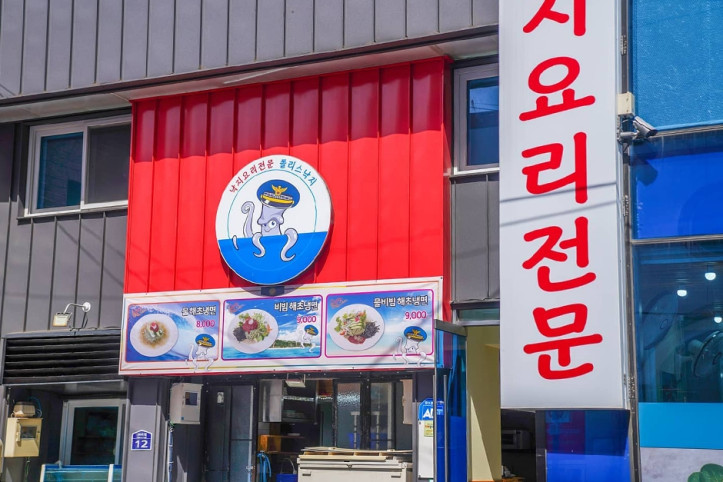 낙지요리전문 폴리스낙지
물 해초냉면
8,000
비빔 해초냉면
9,000
물비빔 해초냉면
9,000
지요리전문
12